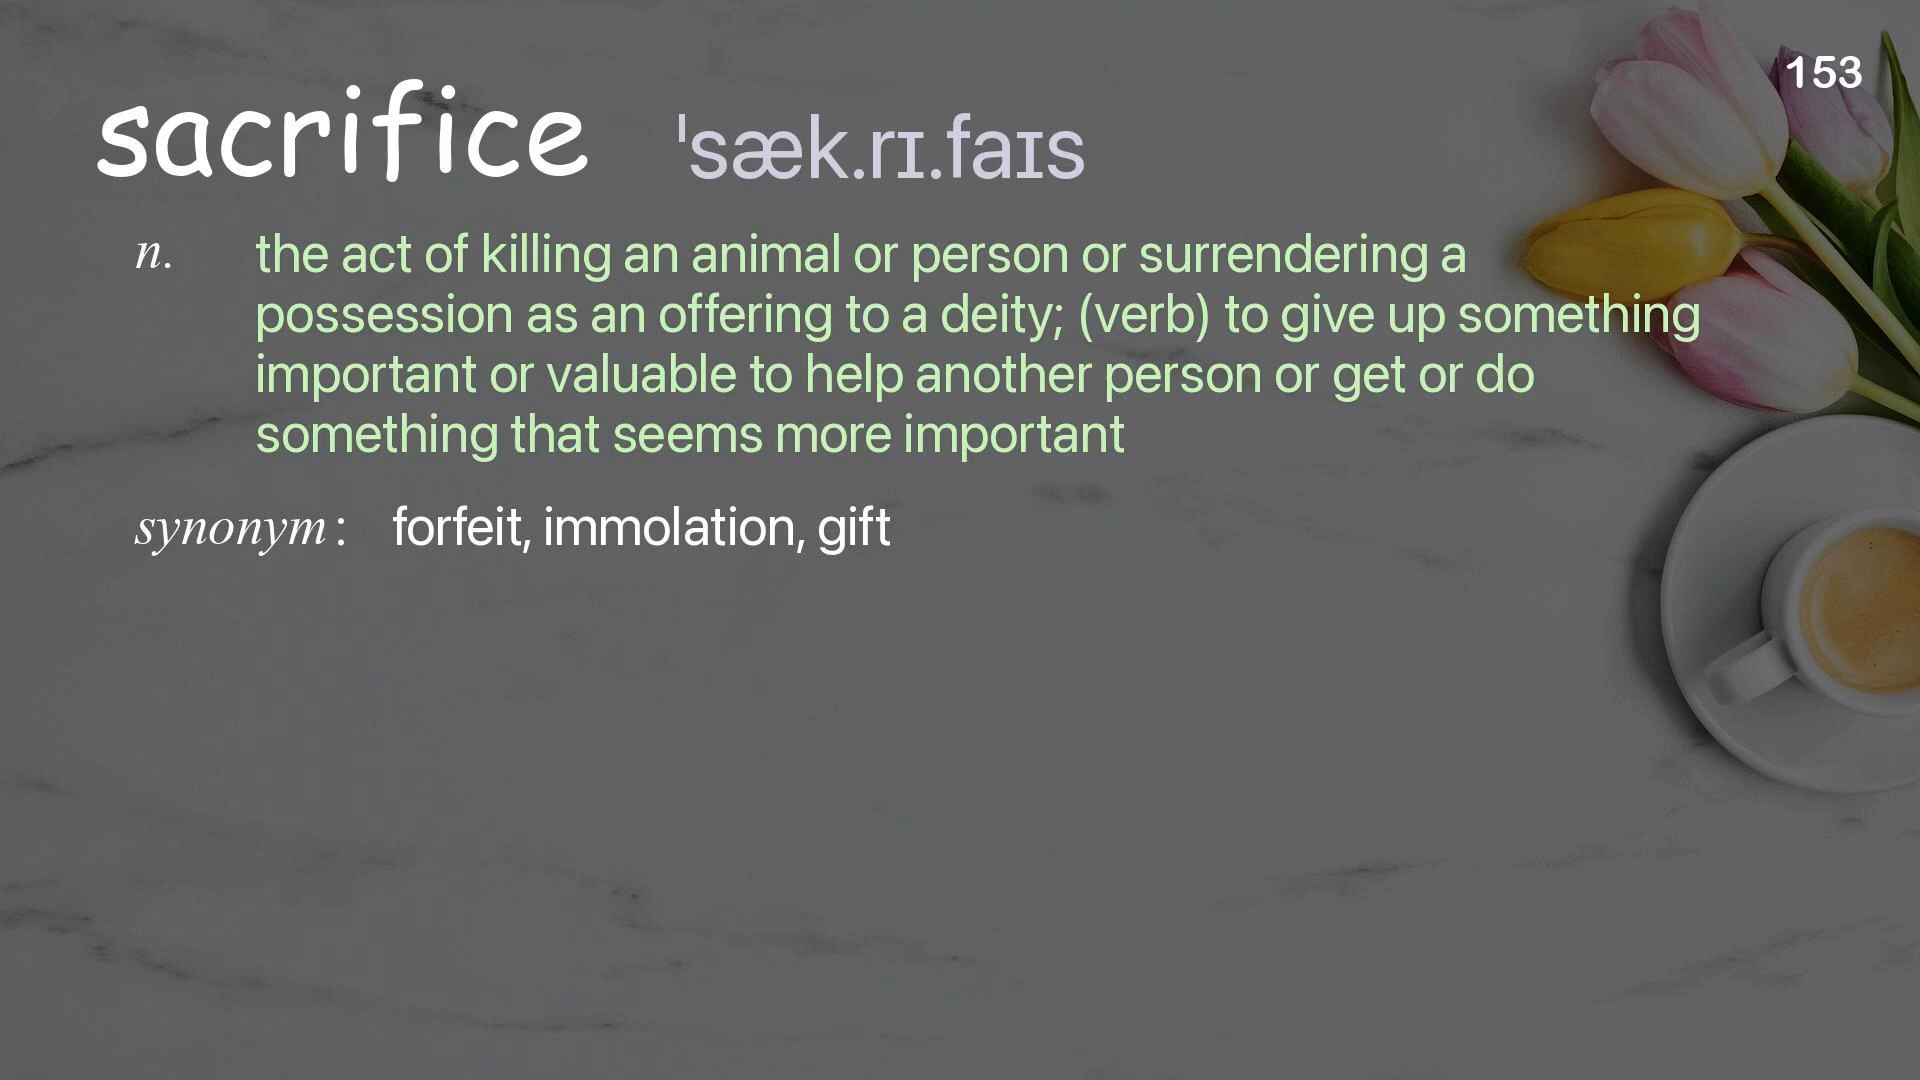 153
sacrifice ˈsæk.rɪ.faɪs
n. the act of killing an animal or person or surrendering a
possession as an offering to a deity; (verb) to give up something
important or valuable to help another person or get or do
something that seems more important
synonym: forfeit, immolation, gift